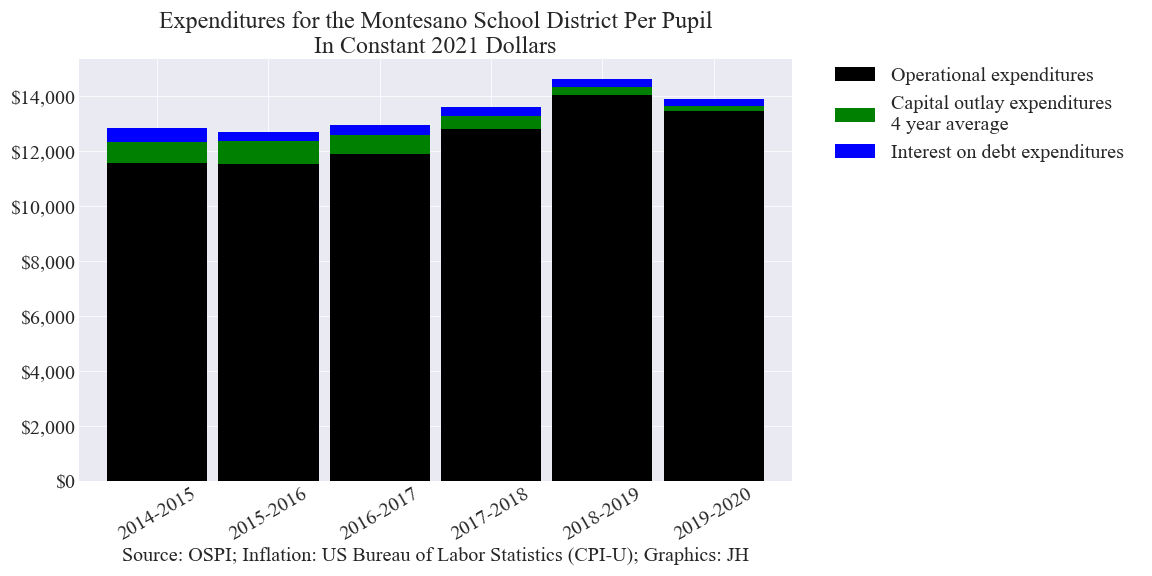 Expenditures for the Montesano School District Per Pupil
In Constant 2021 Dollars
$14,000
$12,000
$10,000
$8,000
$6,000
$4,000
$2,000
$0
2014-2015
2015-2016
2016-2017
2017-2018
2018-2019
2019-2020
Source: OSPI; Inflation: US Bureau of Labor Statistics (CPI-U); Graphics: JH
Operational expenditures
Capital outlay expenditures
4 year average
Interest on debt expenditures